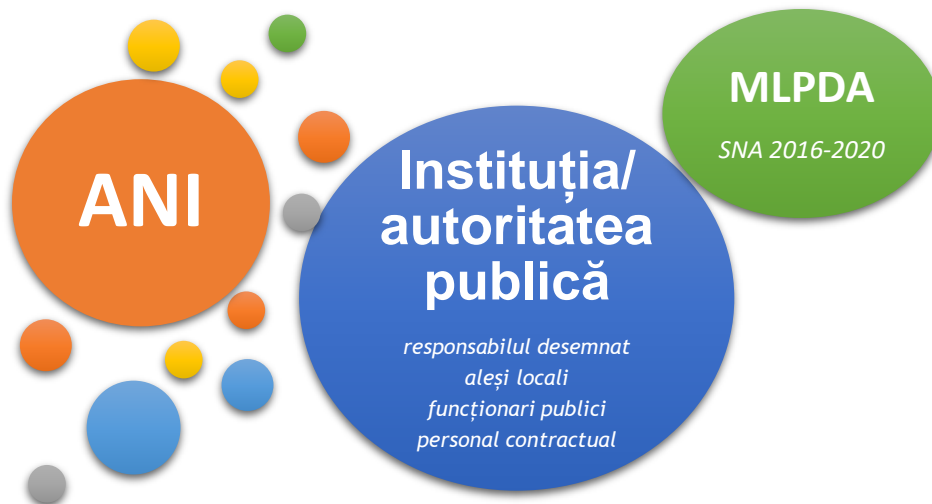 ANI
Instituția/
autoritatea
publică
responsabilul desemnat
aleși locali
funcționari publici
personal contractual
MLPDA
SNA 2016-2020